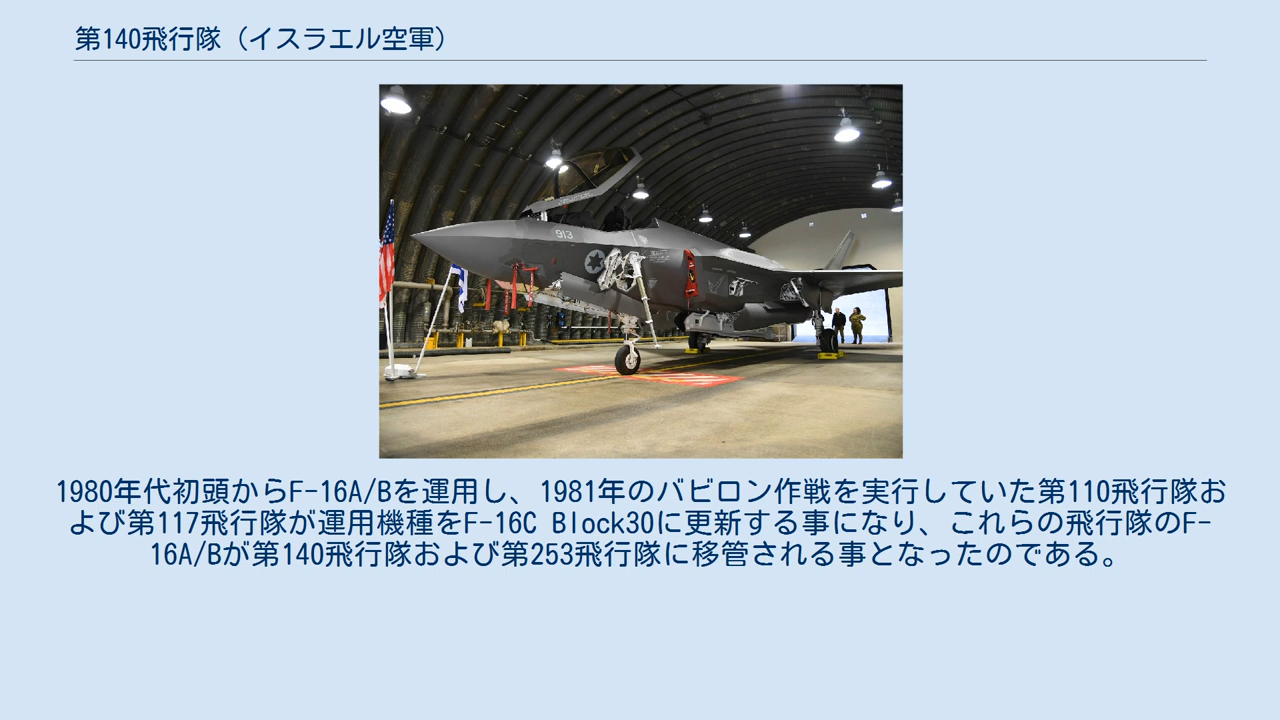 第140飛行隊（イスラエル空軍）
913
1980年代初頭からF-16A/Bを運用し、1981年のバビロン作戦を実行していた第110飛行隊お
よび第117飛行隊が運用機種をF-16C Block30に更新する事になり、これらの飛行隊のF-
16A/Bが第140飛行隊および第253飛行隊に移管される事となったのである。